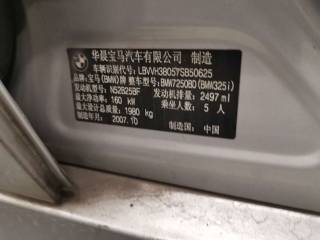 华晨宝马汽车有限公司 制造
车辆识别代号 LBVVH38057SB50625
品牌:宝马(BMW)牌 整车型号:BMW7250BD(BMW325i)
发动机型号:N52B25BF 发动机排量:2497 ml
最大净功率:160 kW 乘坐人数:5 人
最大设计总质量:1980 kg
制造年月:2007.10
制造国:中国